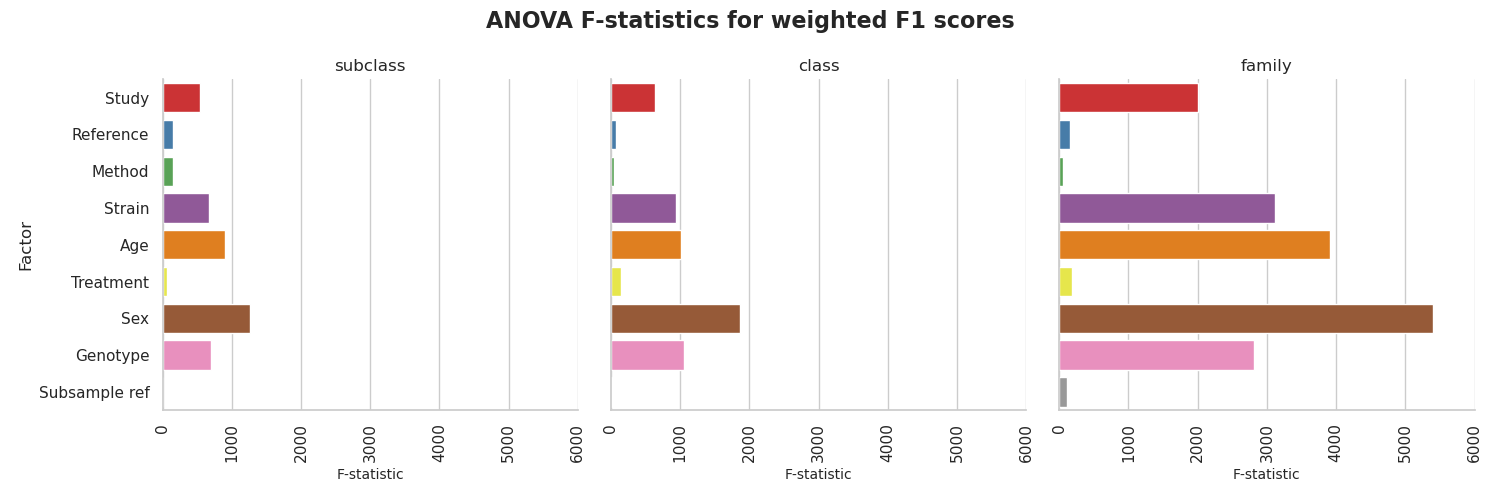 ANOVA F-statistics for weighted F1 scores
subclass
class
family
Factor
Study
Reference
Method
Strain
Age
Treatment
Sex
Genotype
Subsample ref
0 1000 2000 3000 4000 5000 6000
0 1000 2000 3000 4000 5000 6000
0 1000 2000 3000 4000 5000 6000
F-statistic
F-statistic
F-statistic